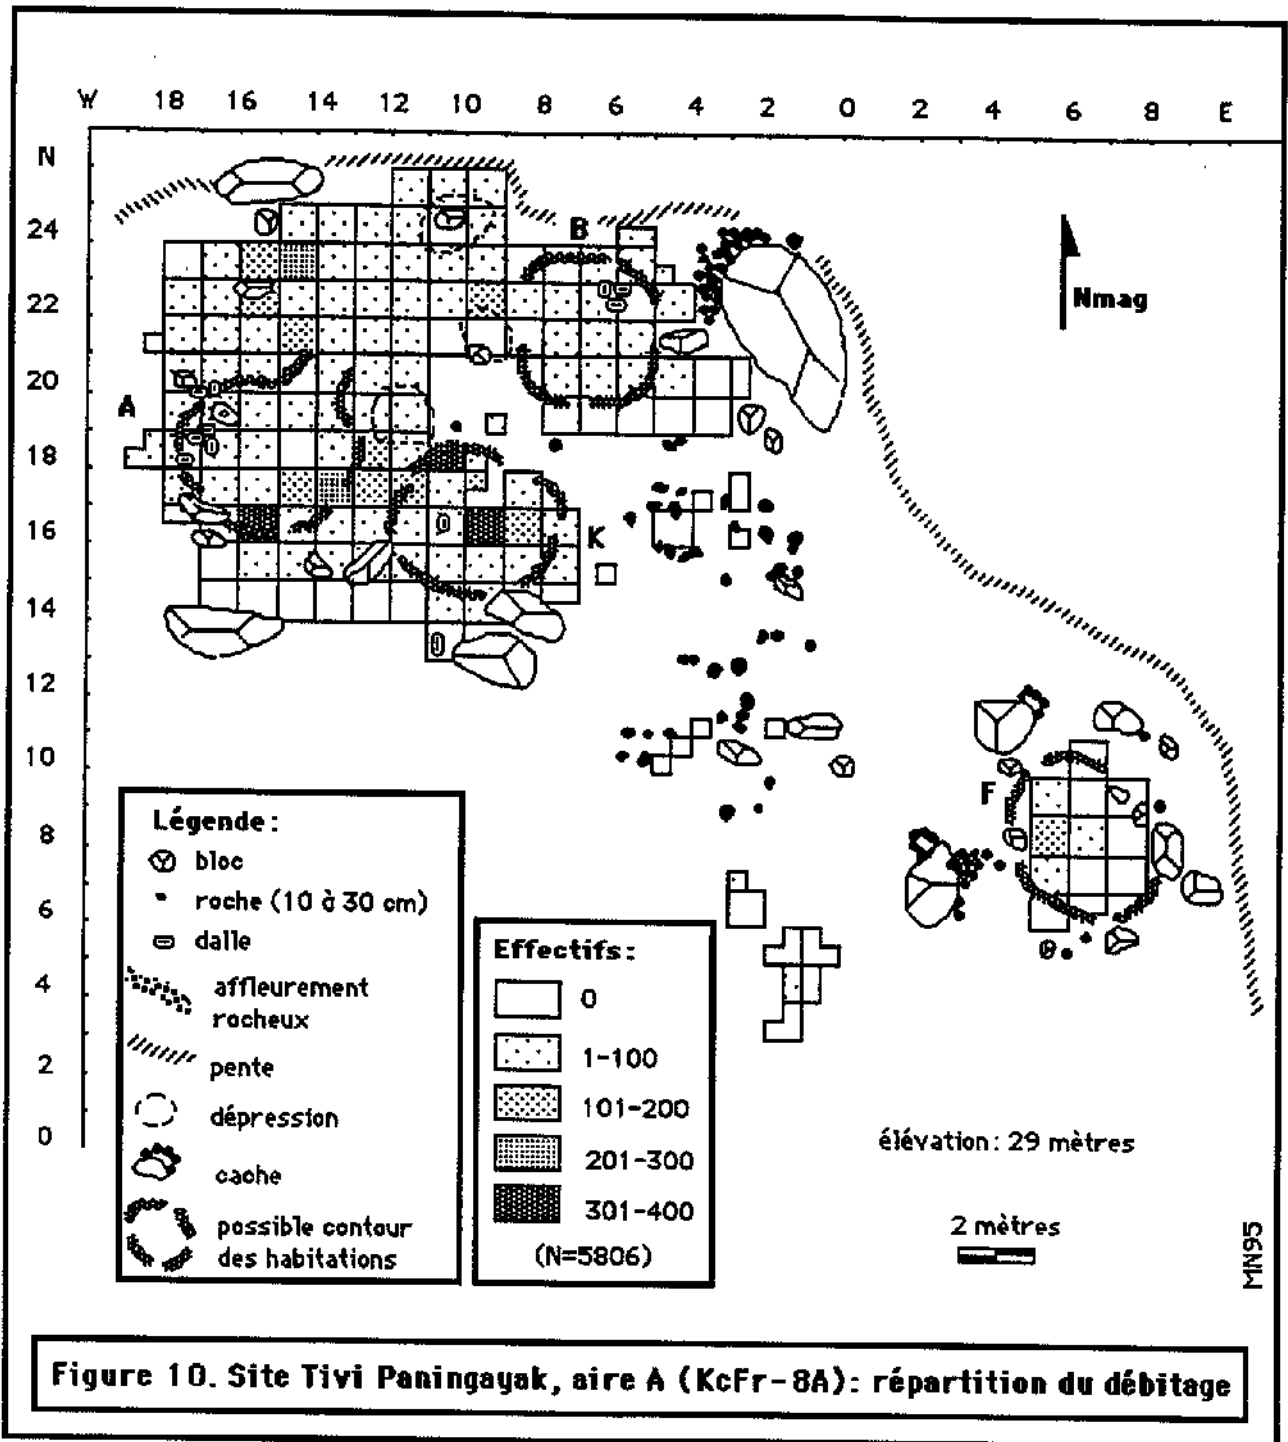 W 18 16 14 12 10 8 6 4 2 0 2 4 6 8 E
N
24
22
20
18
16
14
12
10
8
6
4
2
0
B
Nmag
A
K
F
Légende:
bloc
roche (10 à 30 cm)
dalle
affleurement
rocheux
pente
dépression
cache
possible contour
des habitations
Effectifs:
0
1-100
101-200
201-300
301-400
(N=5806)
élévation: 29 mètres
2 mètres
MN95
Figure 10. Site Tivi Paningayak, aire A (KcFr-8A): répartition du débitage